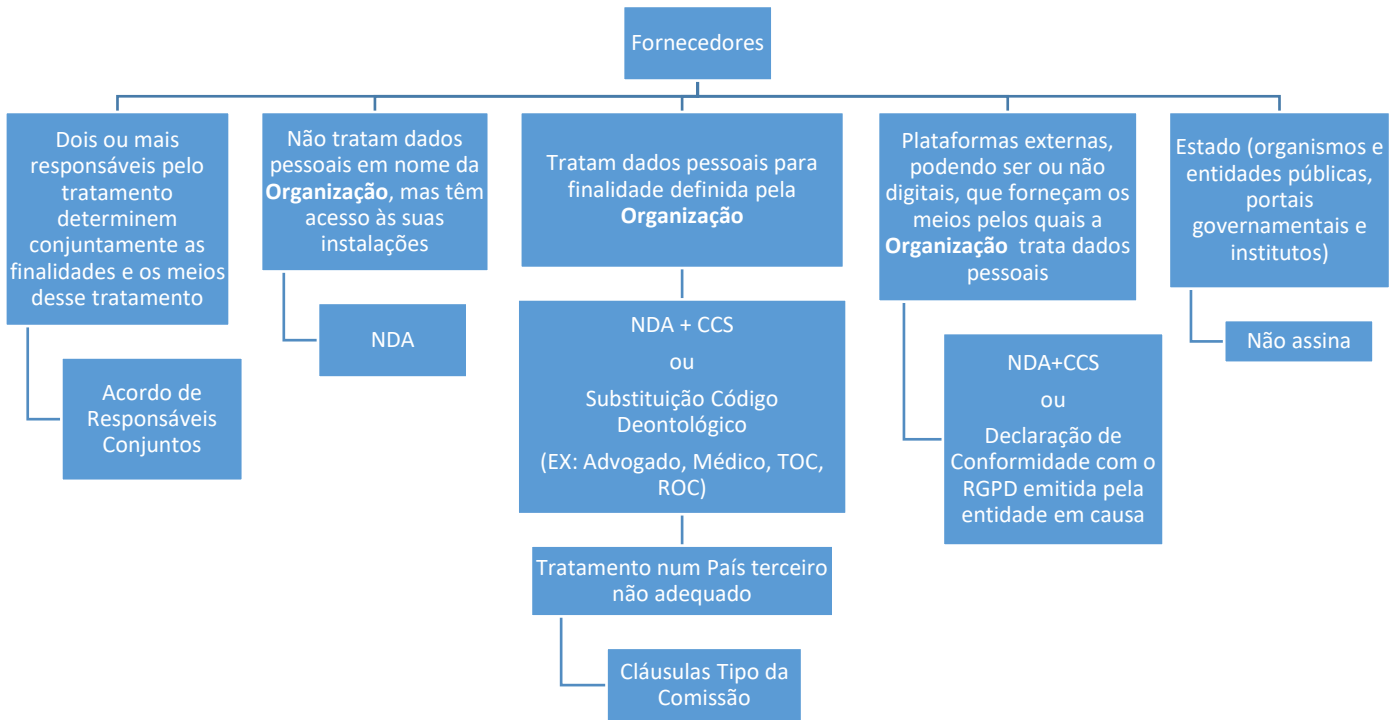 Fornecedores
Dois ou mais
responsáveis pelo
tratamento
determinem
conjuntamente as
finalidades e os meios
desse tratamento
Acordo de
Responsáveis
Conjuntos
Não tratam dados
pessoais em nome da
Organização, mas têm
acesso às suas
instalações
NDA
Tratam dados pessoais para
finalidade definida pela
Organização
NDA + CCS
ou
Substituição Código
Deontológico
(EX: Advogado, Médico, TOC,
ROC)
Tratamento num País terceiro
não adequado
Cláusulas Tipo da
Comissão
Plataformas externas,
podendo ser ou não
digitais, que forneçam os
meios pelos quais a
Organização trata dados
pessoais
NDA+CCS
ou
Declaração de
Conformidade com o
RGPD emitida pela
entidade em causa
Estado (organismos e
entidades públicas,
portais
governamentais e
institutos)
Não assina